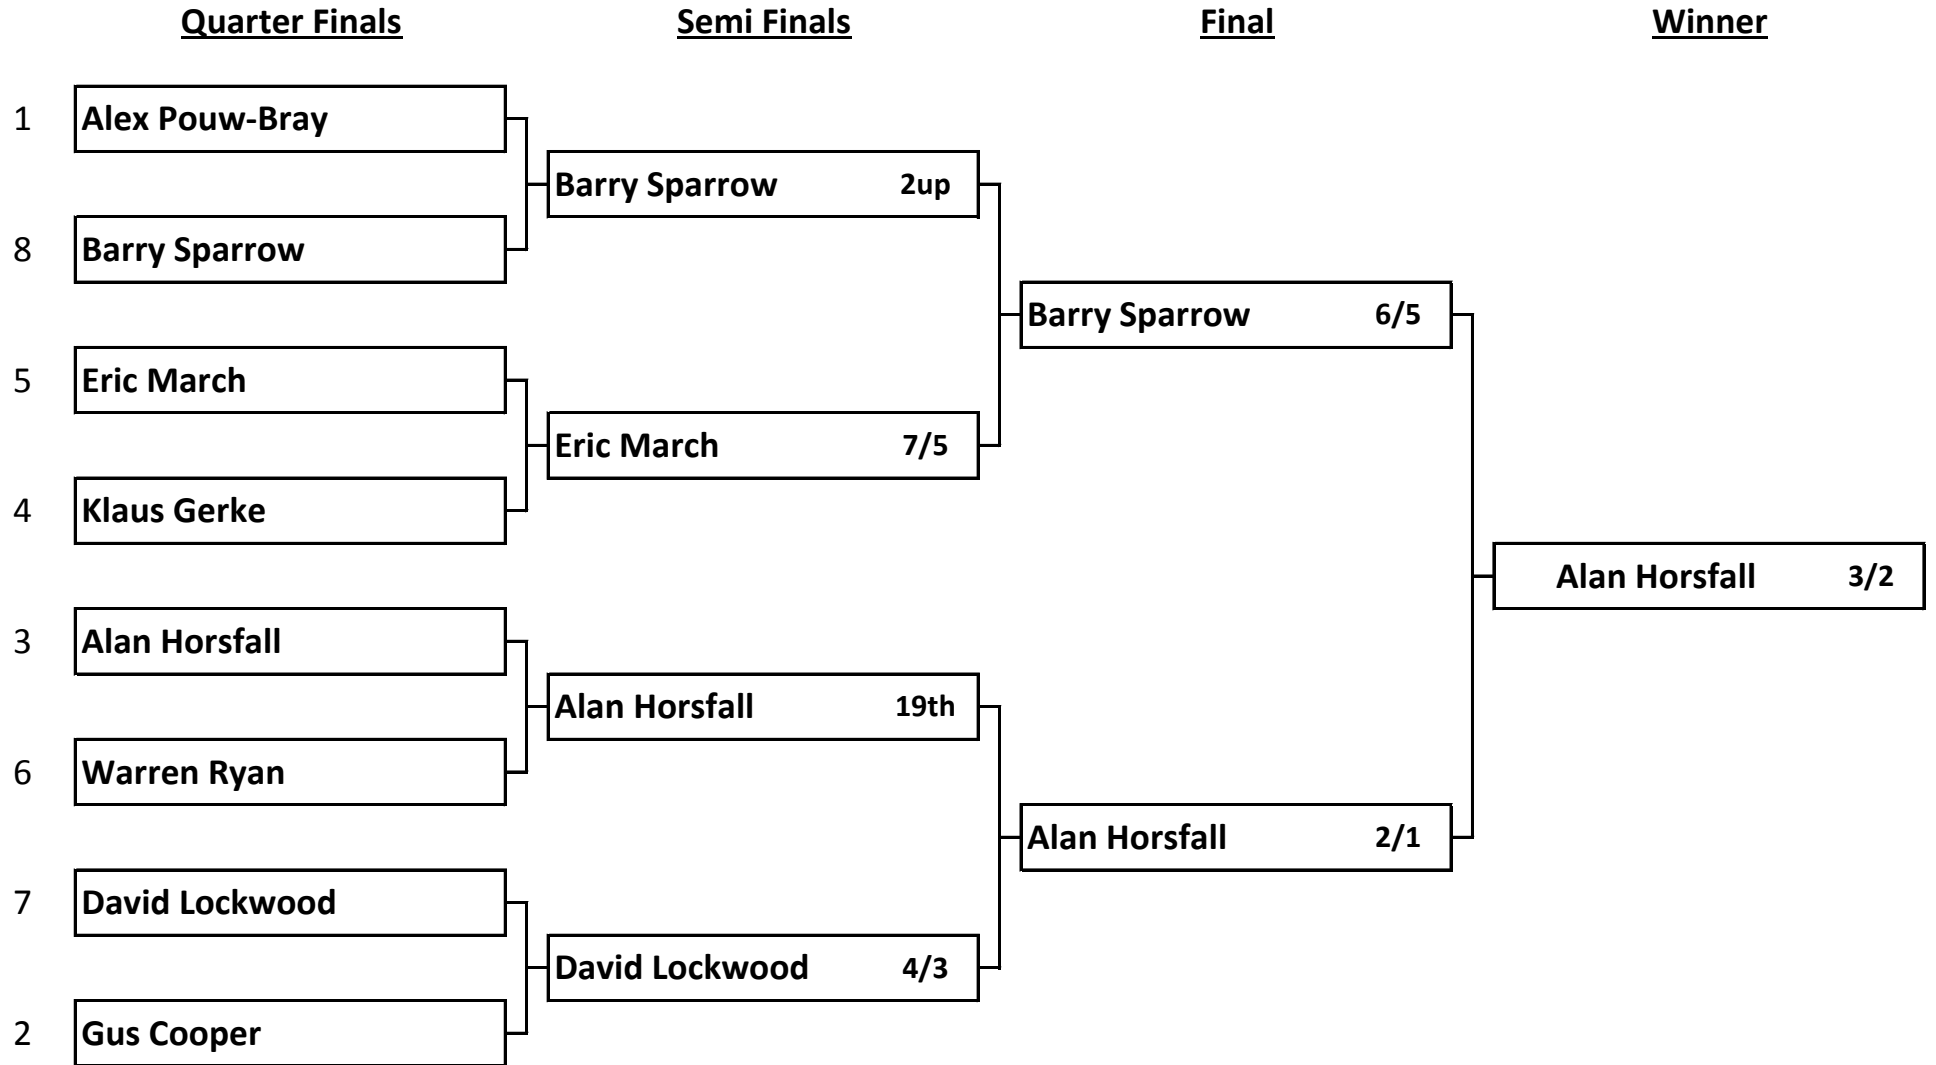 Quarter Finals Semi Finals Final Winner
1 Alex Pouw-Bray
Barry Sparrow 2up
8 Barry Sparrow
Barry Sparrow 6/5
5 Eric March
Eric March 7/5
4 Klaus Gerke
Alan Horsfall 3/2
3 Alan Horsfall
Alan Horsfall 19th
6 Warren Ryan
Alan Horsfall 2/1
7 David Lockwood
David Lockwood 4/3
2 Gus Cooper